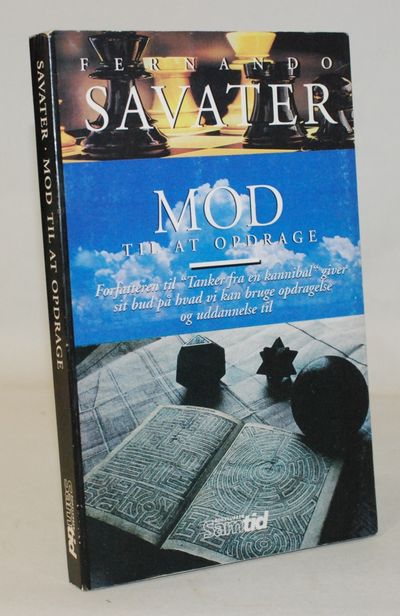 FERNANDO
SAVATER
MOD
TIL AT OPDRAGE
Forfatteren til "Tanker fra en kannibal" giver
sit bud på hvad vi kan bruge opdragelse
og uddannelse til
Samtid
SAVATER · MOD TIL AT OPDRAGE
Samtid